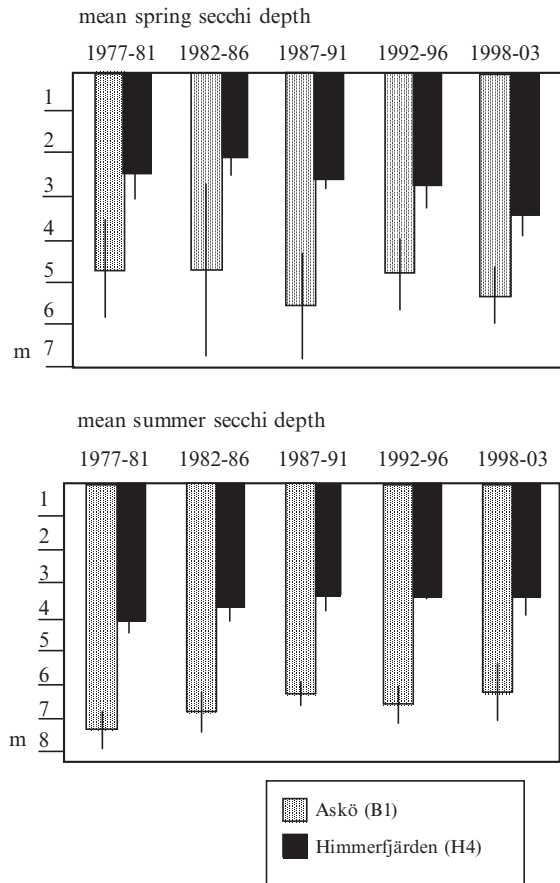 mean spring secchi depth
1977-81 1982-86 1987-91 1992-96 1998-03
1
2
3
4
5
6
m 7
mean summer secchi depth
1977-81 1982-86 1987-91 1992-96 1998-03
1
2
3
4
5
6
7
m 8
Askö (B1)
Himmerfjärden (H4)